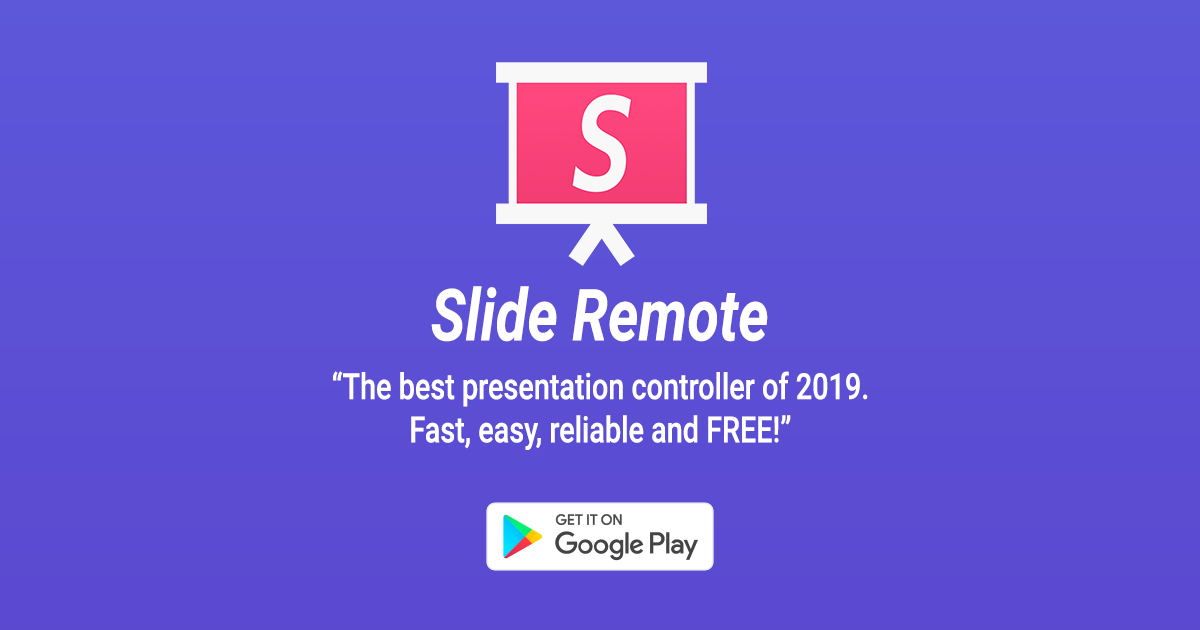 S
Slide Remote
“The best presentation controller of 2019.
Fast, easy, reliable and FREE!”
GET IT ON
Google Play